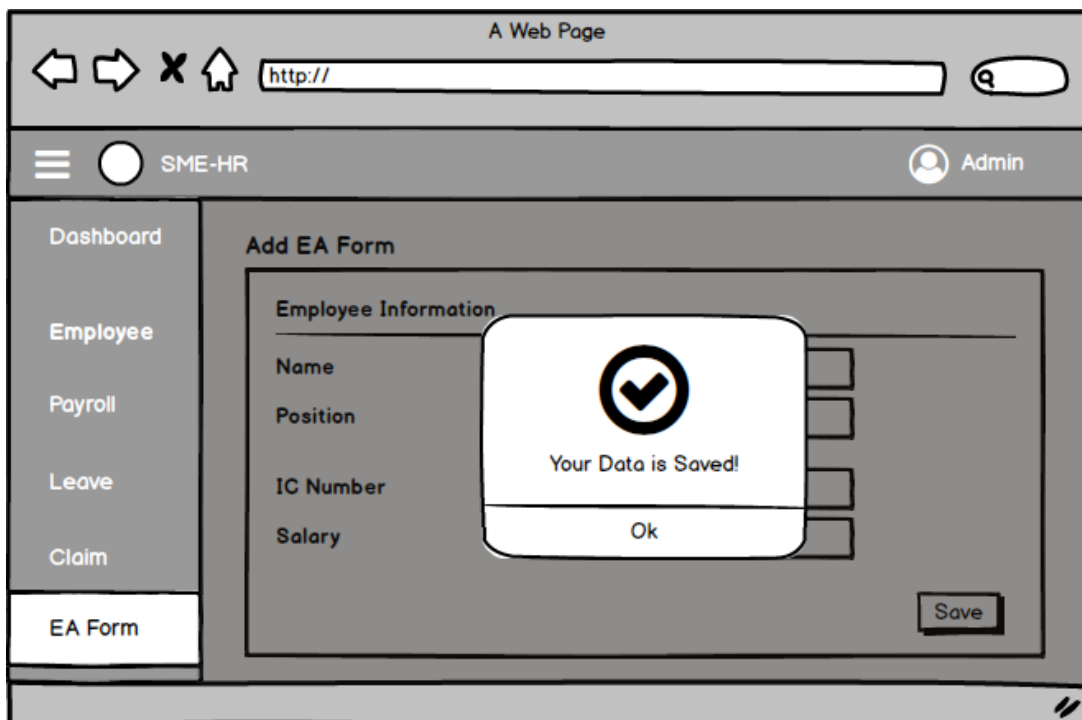 A Web Page
http://
SME-HR
Admin
Dashboard
Employee
Payroll
Leave
Claim
EA Form
Add EA Form
Employee Information
Name
Position
IC Number
Salary
Your Data is Saved!
Ok
Save